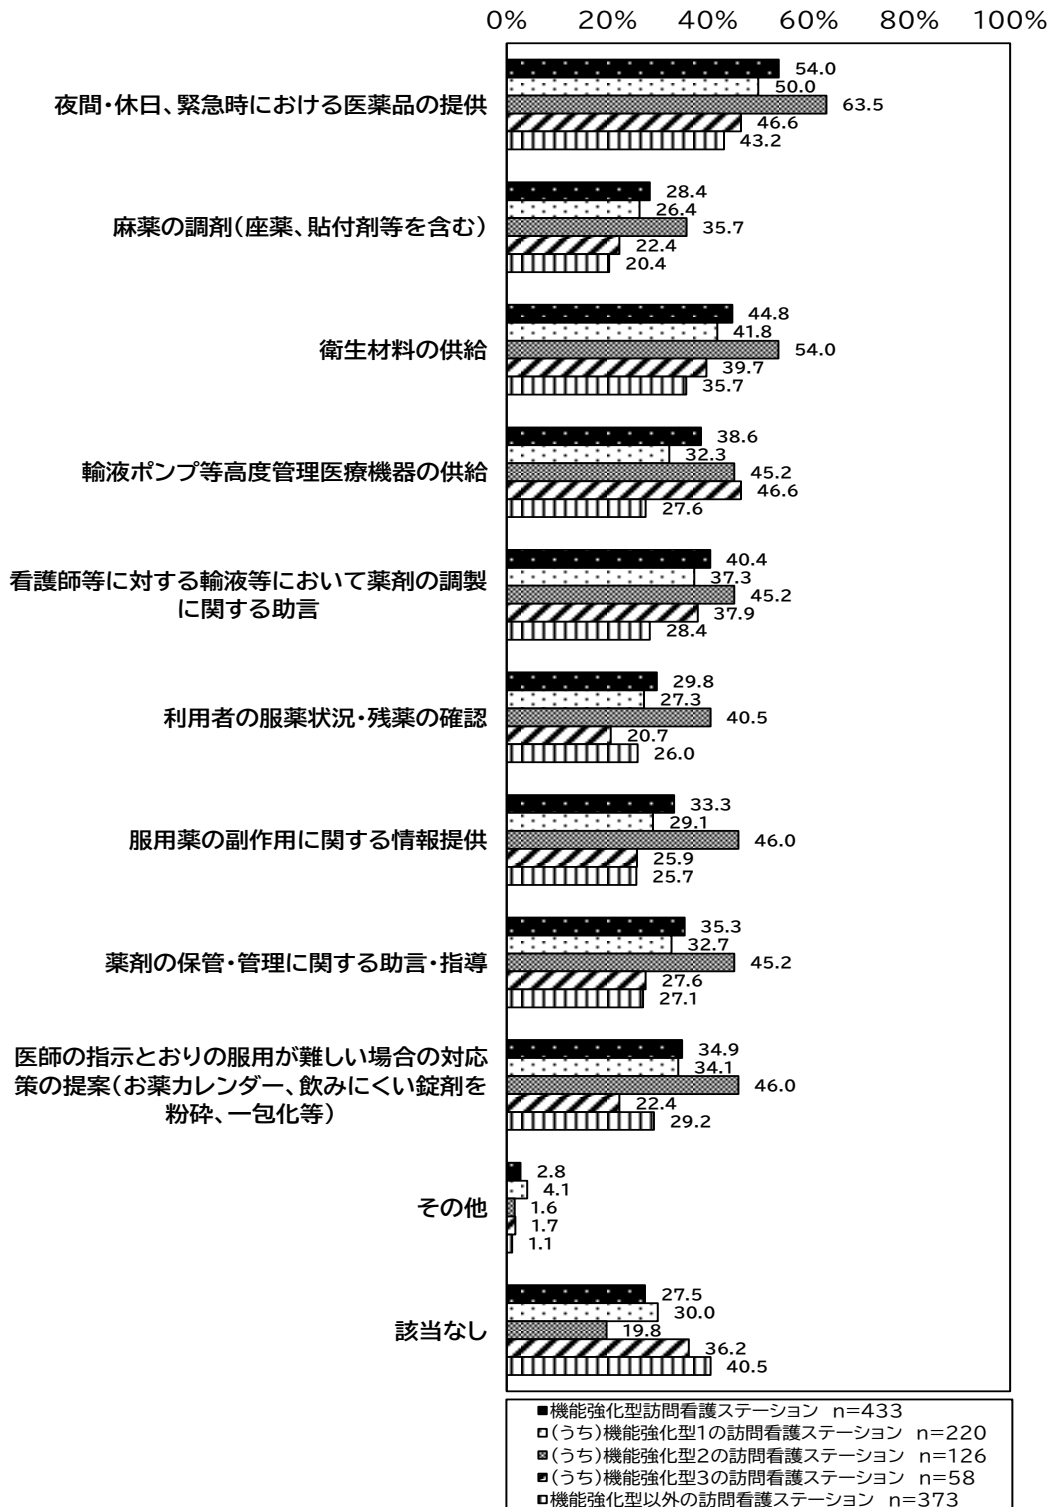 0% 20% 40% 60% 80% 100%
夜間・休日、緊急時における医薬品の提供
54.0
50.0
63.5
46.6
43.2
麻薬の調剤(座薬、貼付剤等を含む)
28.4
26.4
35.7
22.4
20.4
衛生材料の供給
44.8
41.8
54.0
39.7
35.7
輸液ポンプ等高度管理医療機器の供給
38.6
32.3
45.2
46.6
27.6
看護師等に対する輸液等において薬剤の調製
に関する助言
40.4
37.3
45.2
37.9
28.4
利用者の服薬状況・残薬の確認
29.8
27.3
40.5
20.7
26.0
服用薬の副作用に関する情報提供
33.3
29.1
46.0
25.9
25.7
薬剤の保管・管理に関する助言・指導
35.3
32.7
45.2
27.6
27.1
医師の指示とおりの服用が難しい場合の対応
策の提案(お薬カレンダー、飲みにくい錠剤を
粉砕、一包化等)
34.9
34.1
46.0
22.4
29.2
その他
2.8
4.1
1.6
1.7
1.1
該当なし
27.5
30.0
19.8
36.2
40.5
機能強化型訪問看護ステーション n=433
(うち)機能強化型1の訪問看護ステーション n=220
(うち)機能強化型2の訪問看護ステーション n=126
(うち)機能強化型3の訪問看護ステーション n=58
機能強化型以外の訪問看護ステーション n=373